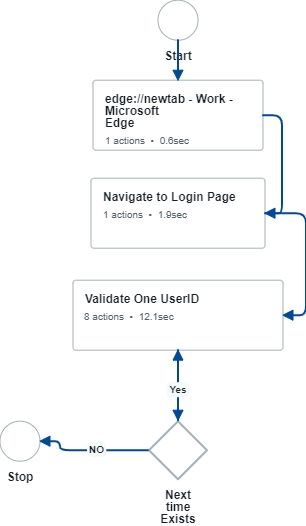 Start
edge://newtab - Work -
Microsoft
Edge
1 actions • 0.6sec
Navigate to Login Page
1 actions • 1.9sec
Validate One UserID
8 actions • 12.1sec
Yes
NO
Stop
Next
time
Exists